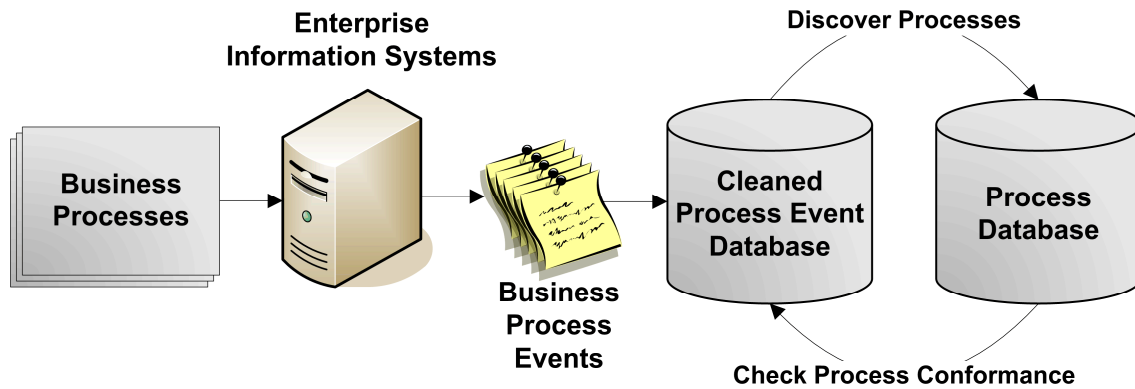 Enterprise
Information Systems
Discover Processes
Business
Processes
Cleaned
Process Event
Database
Process
Database
Business
Process
Events
Check Process Conformance